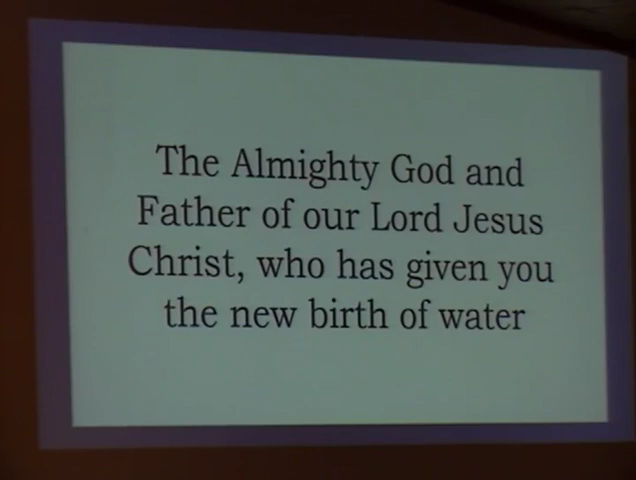 The Almighty God and
Father of our Lord Jesus
Christ, who has given you
the new birth of water